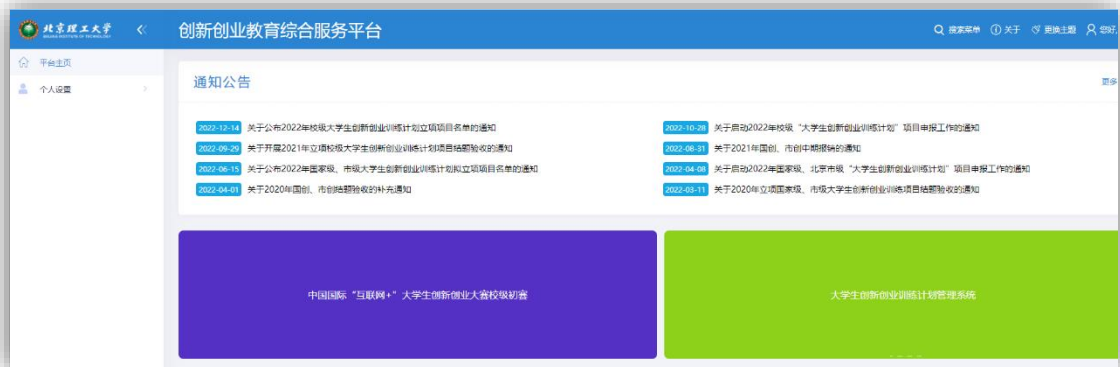 北京理工大学
BEIJING INSTITUTE OF TECHNOLOGY
创新创业教育综合服务平台
搜索菜单
关于
更换主题
您好,
平台主页
个人设置
通知公告
更多
2022-12-14 关于公布2022年校级大学生创新创业训练计划立项项目名单的通知
2022-10-28 关于启动2022年校级“大学生创新创业训练计划”项目申报工作的通知
2022-09-29 关于开展2021年立项校级大学生创新创业训练计划项目结题验收的通知
2022-08-31 关于2021年国创、市创中期报销的通知
2022-06-15 关于公布2022年国家级、市级大学生创新创业训练计划拟立项项目名单的通知
2022-04-08 关于启动2022年国家级、北京市级“大学生创新创业训练计划”项目申报工作的通知
2022-04-01 关于2020年国创、市创结题验收的补充通知
2022-03-11 关于2020年立项国家级、市级大学生创新创业训练项目结题验收的通知
中国国际“互联网+”大学生创新创业大赛校级初赛
大学生创新创业训练计划管理系统